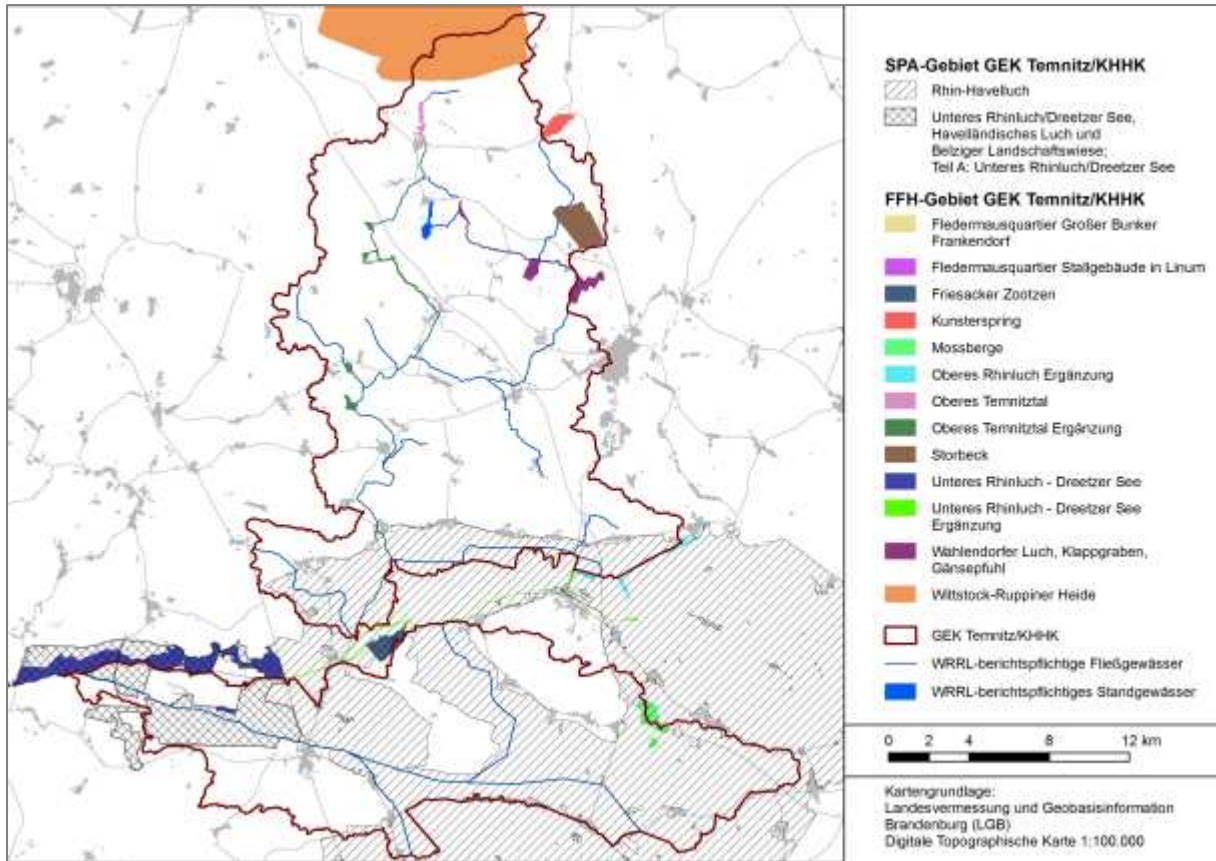 SPA-Gebiet GEK Temnitz/KHHK
Rhin-Havelluch
Unteres Rhinluch/Dreetzer See,
Havelländisches Luch und
Belziger Landschaftswiese;
Teil A: Unteres Rhinluch/Dreetzer See
FFH-Gebiet GEK Temnitz/KHHK
Fledermausquartier Großer Bunker
Frankendorf
Fledermausquartier Stallgebäude in Linum
Friesacker Zootzen
Kunsterspring
Mossberge
Oberes Rhinluch Ergänzung
Oberes Temnitztal
Oberes Temnitztal Ergänzung
Storbeck
Unteres Rhinluch - Dreetzer See
Unteres Rhinluch - Dreetzer See
Ergänzung
Wahlendorfer Luch, Klappgraben,
Gänsepfuhl
Wittstock-Ruppiner Heide
GEK Temnitz/KHHK
WRRL-berichtspflichtige Fließgewässer
WRRL-berichtspflichtiges Standgewässer
0 2 4 8 12 km
Kartengrundlage:
Landesvermessung und Geobasisinformation
Brandenburg (LGB)
Digitale Topographische Karte 1:100.000